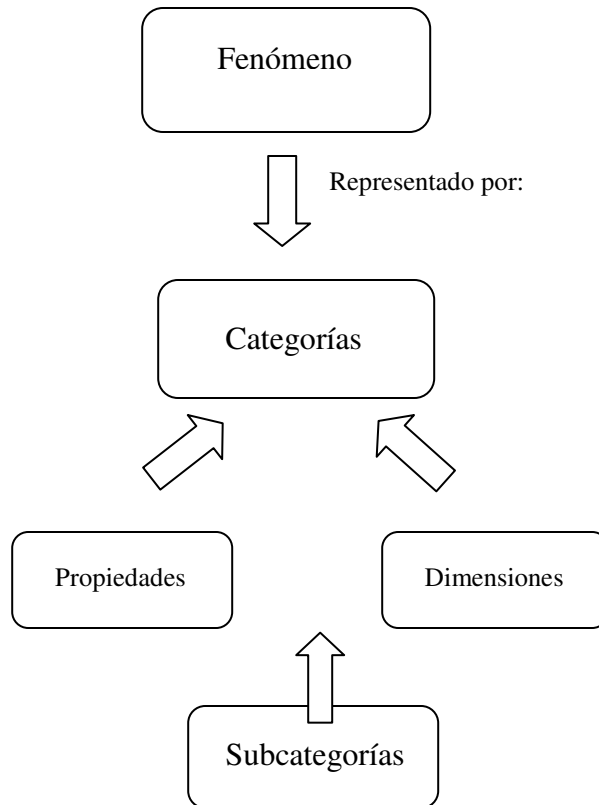 Fenómeno
Representado por:
Categorías
Propiedades
Dimensiones
Subcategorías